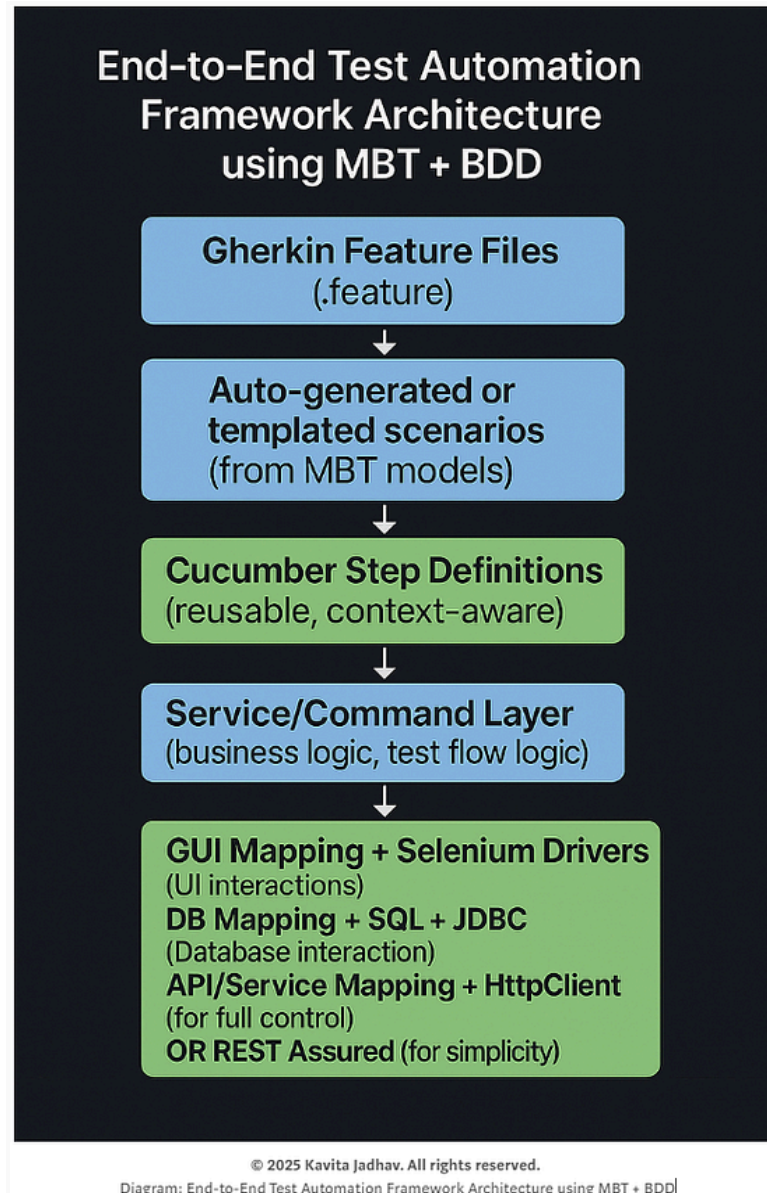 End-to-End Test Automation
Framework Architecture
using MBT + BDD
Gherkin Feature Files
(.feature)
Auto-generated or
templated scenarios
(from MBT models)
Cucumber Step Definitions
(reusable, context-aware)
Service/Command Layer
(business logic, test flow logic)
GUI Mapping + Selenium Drivers
(UI interactions)
DB Mapping + SQL + JDBC
(Database interaction)
API/Service Mapping + HttpClient
(for full control)
OR REST Assured (for simplicity)
© 2025 Kavita Jadhav. All rights reserved.
Diagram: End-to-End Test Automation Framework Architecture using MBT + BDD